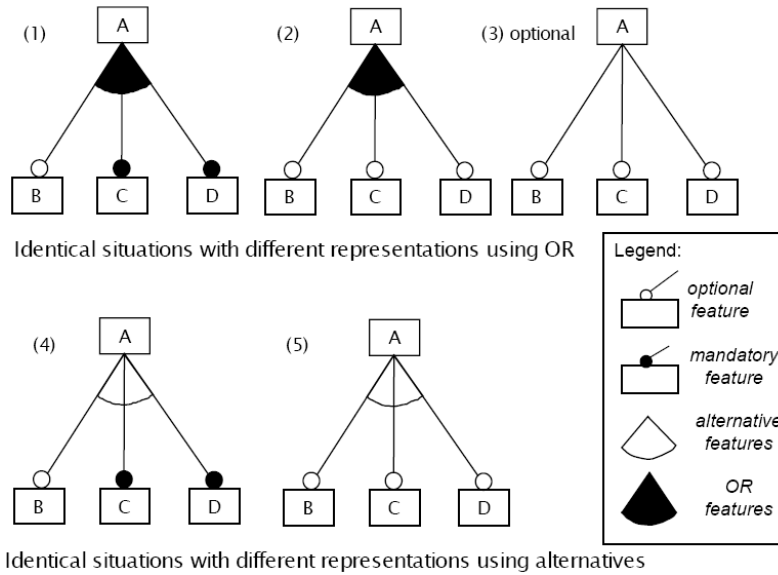 (1)
A
B
C
D
(2)
A
B
C
D
(3) optional
A
B
C
D
Identical situations with different representations using OR
(4)
A
B
C
D
(5)
A
B
C
D
Identical situations with different representations using alternatives
Legend:
optional
feature
mandatory
feature
alternative
features
OR
features